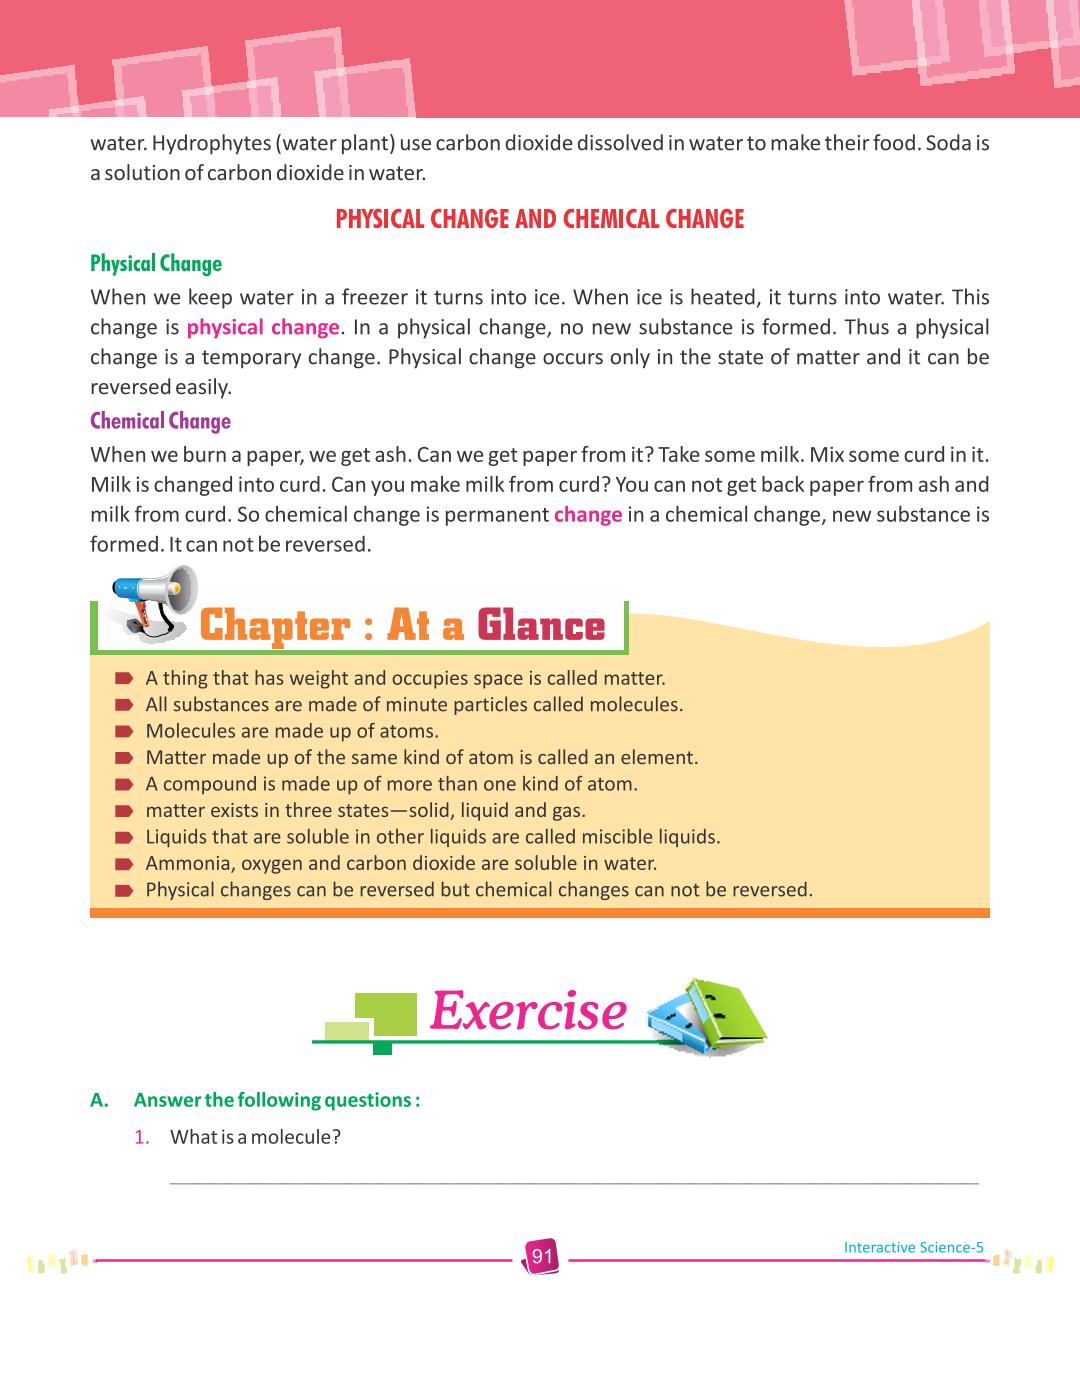 water. Hydrophytes (water plant) use carbon dioxide dissolved in water to make their food. Soda is
a solution of carbon dioxide in water.
PHYSICAL CHANGE AND CHEMICAL CHANGE
Physical Change
When we keep water in a freezer it turns into ice. When ice is heated, it turns into water. This
change is physical change. In a physical change, no new substance is formed. Thus a physical
change is a temporary change. Physical change occurs only in the state of matter and it can be
reversed easily.
Chemical Change
When we burn a paper, we get ash. Can we get paper from it? Take some milk. Mix some curd in it.
Milk is changed into curd. Can you make milk from curd? You can not get back paper from ash and
milk from curd. So chemical change is permanent change in a chemical change, new substance is
formed. It can not be reversed.
Chapter : At a Glance
A thing that has weight and occupies space is called matter.
All substances are made of minute particles called molecules.
Molecules are made up of atoms.
Matter made up of the same kind of atom is called an element.
A compound is made up of more than one kind of atom.
matter exists in three states—solid, liquid and gas.
Liquids that are soluble in other liquids are called miscible liquids.
Ammonia, oxygen and carbon dioxide are soluble in water.
Physical changes can be reversed but chemical changes can not be reversed.
Exercise
A. Answer the following questions :
1. What is a molecule?
91
Interactive Science-5